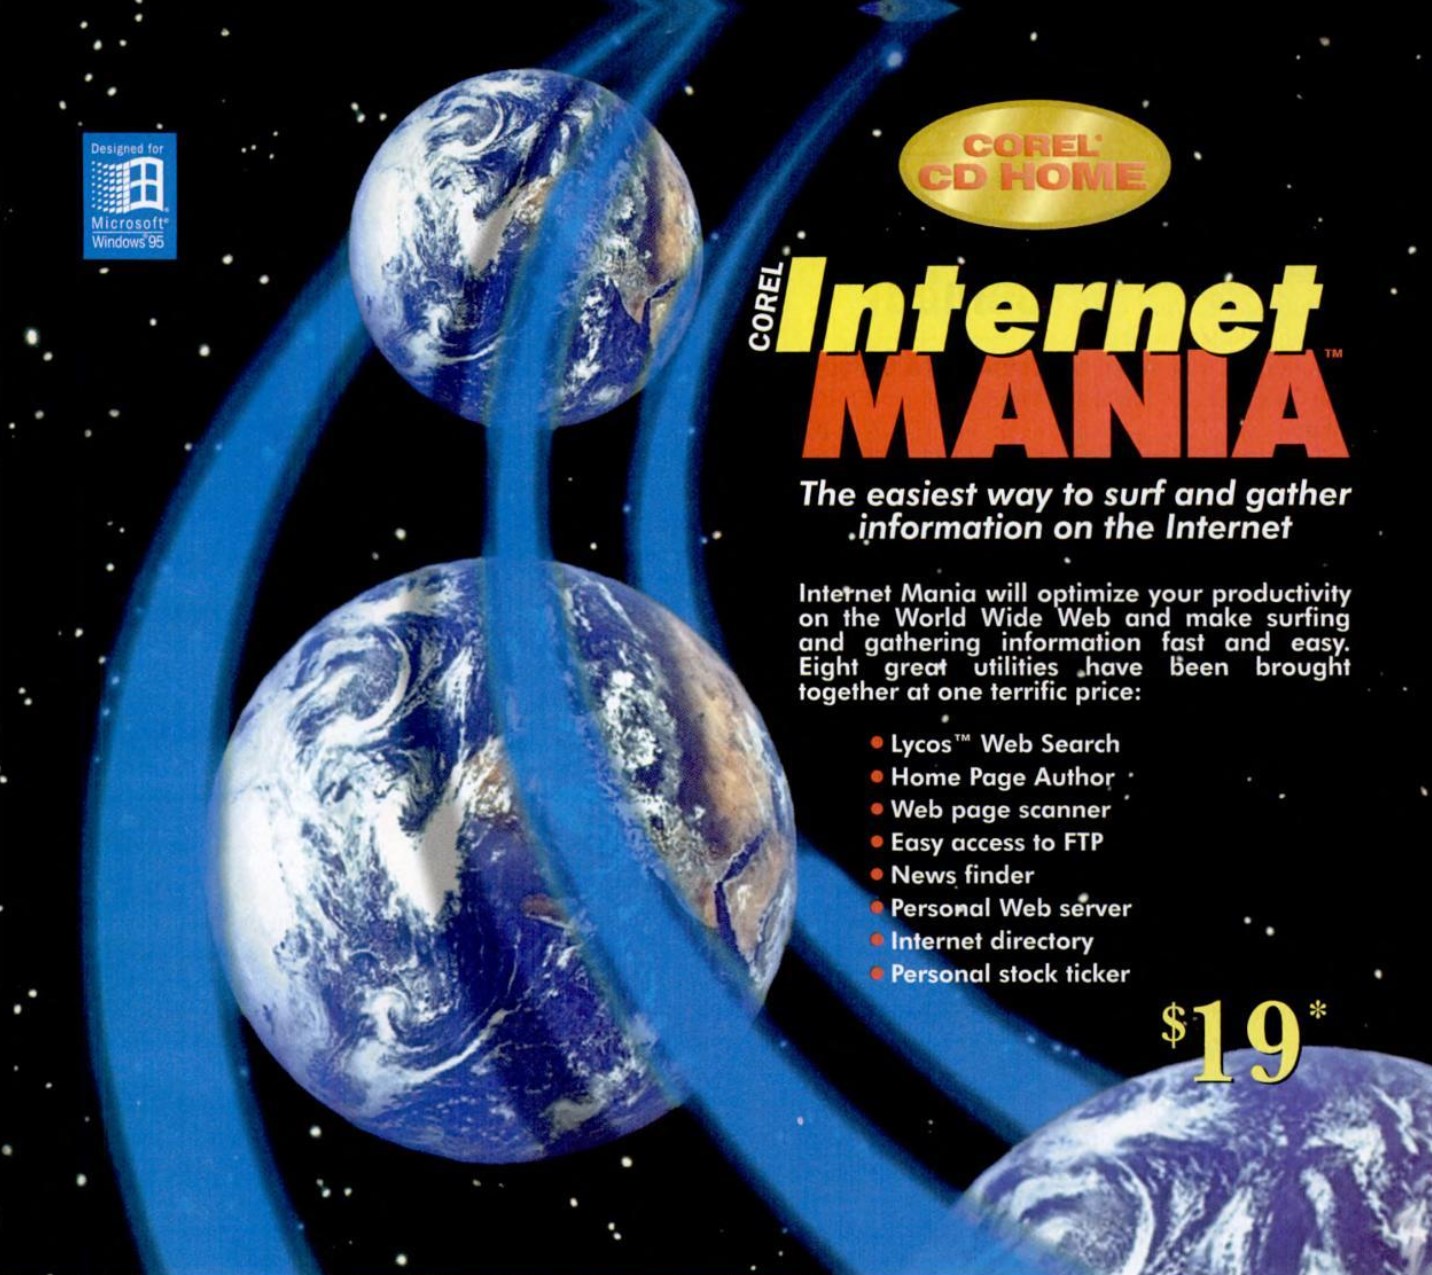 Designed for
Microsoft®
Windows®95
COREL®
CD HOME
COREL
Internet
MANIA™
The easiest way to surf and gather
information on the Internet
Internet Mania will optimize your productivity
on the World Wide Web and make surfing
and gathering information fast and easy.
Eight great utilities have been brought
together at one terrific price:
• Lycos™ Web Search
• Home Page Author
• Web page scanner
• Easy access to FTP
• News finder
• Personal Web server
• Internet directory
• Personal stock ticker
$19*